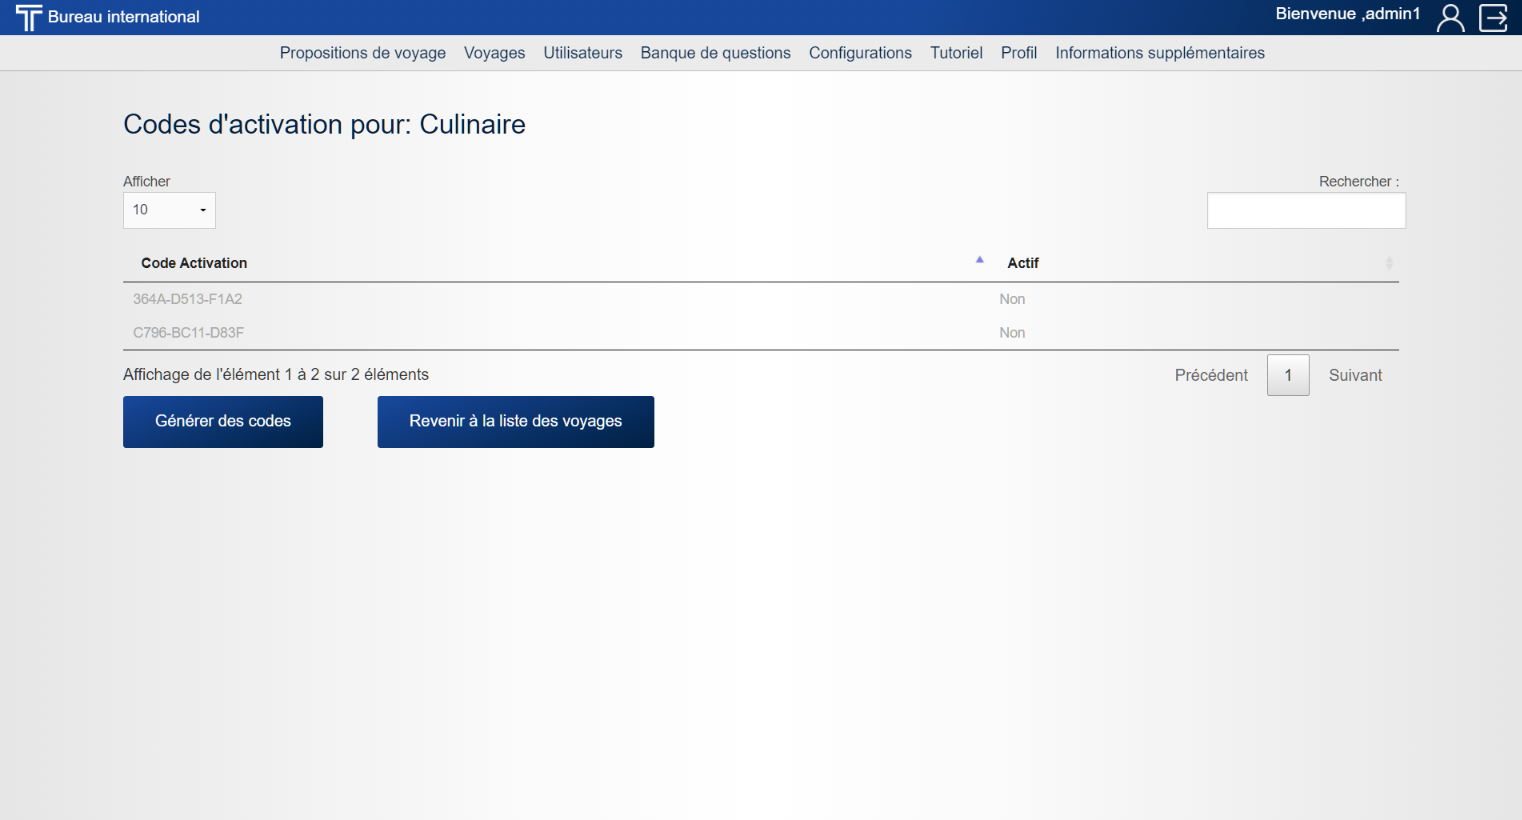 Bureau international
Bienvenue ,admin1
Propositions de voyage Voyages Utilisateurs Banque de questions Configurations Tutoriel Profil Informations supplémentaires
Codes d'activation pour: Culinaire
Afficher
Rechercher :
10
Code Activation Actif
364A-D513-F1A2 Non
C796-BC11-D83F Non
Affichage de l'élément 1 à 2 sur 2 éléments
Précédent 1 Suivant
Générer des codes Revenir à la liste des voyages